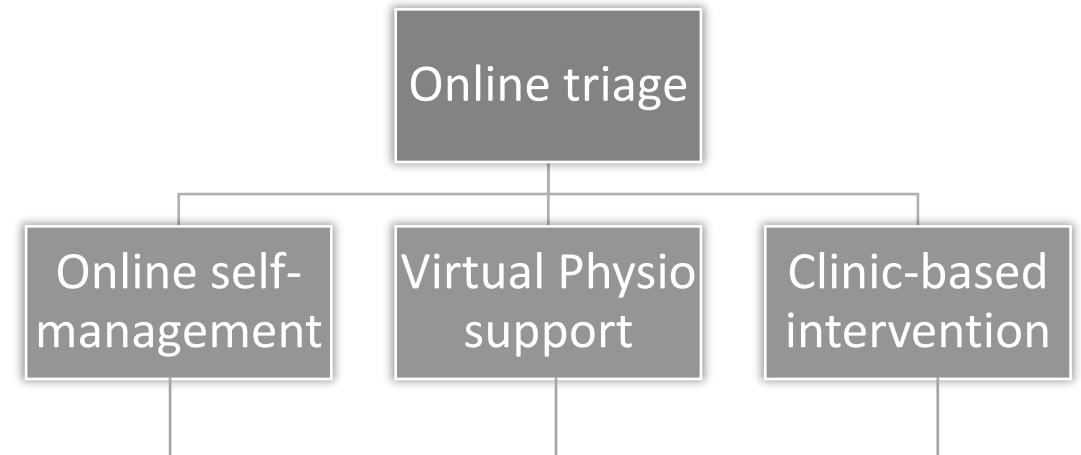 Online triage
Online self-
management
Virtual Physio
support
Clinic-based
intervention